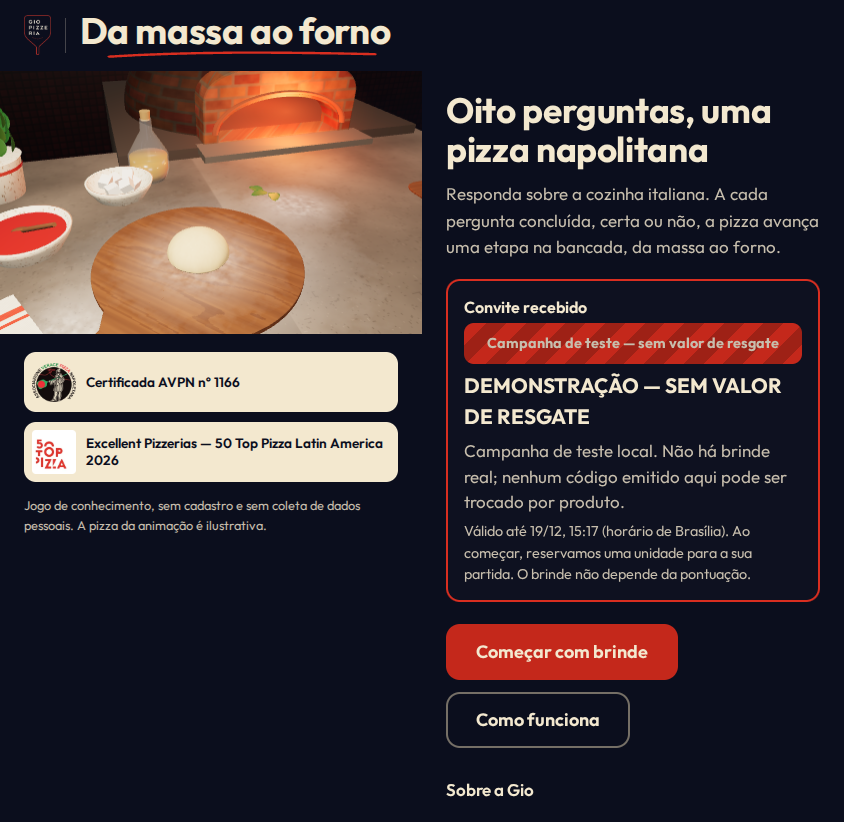 GIO
PIZZE
RIA
Da massa ao forno
Oito perguntas, uma
pizza napolitana
Responda sobre a cozinha italiana. A cada
pergunta concluída, certa ou não, a pizza avança
uma etapa na bancada, da massa ao forno.
Convite recebido
Campanha de teste — sem valor de resgate
DEMONSTRAÇÃO — SEM VALOR
DE RESGATE
Campanha de teste local. Não há brinde
real; nenhum código emitido aqui pode ser
trocado por produto.
Válido até 19/12, 15:17 (horário de Brasília). Ao
começar, reservamos uma unidade para a sua
partida. O brinde não depende da pontuação.
Começar com brinde
Como funciona
Sobre a Gio
Certificada AVPN nº 1166
50
TOP
PIZZA
Excellent Pizzerias — 50 Top Pizza Latin America
2026
Jogo de conhecimento, sem cadastro e sem coleta de dados
pessoais. A pizza da animação é ilustrativa.